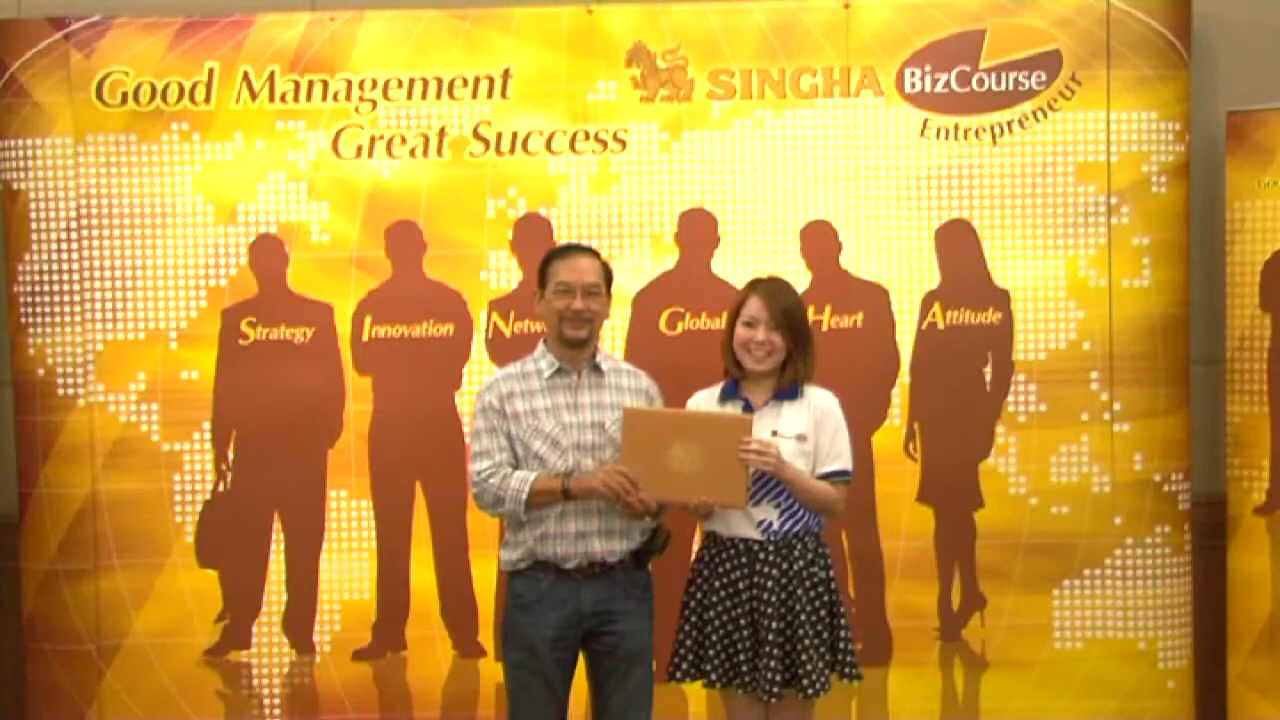 Good Management
Great Success
SINGHA
BizCourse
Entrepreneur
Strategy
Innovation
Netw
Global
Heart
Attitude